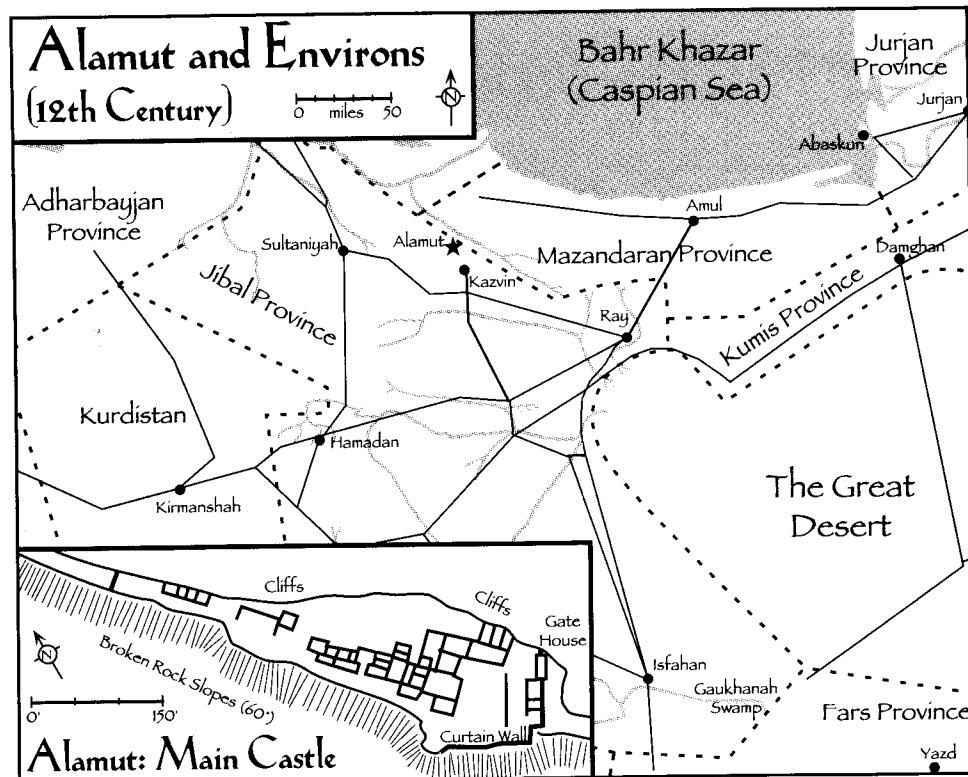 Alamut and Environs
(12th Century)
0 miles 50
N
Bahr Khazar
(Caspian Sea)
Jurjan
Province
Jurjan
Abaskun
Adharbayjan
Province
Sultaniyah
Alamut
Kazvin
Amul
Mazandaran Province
Damghan
Jibal Province
Ray
Kumis Province
Kurdistan
Hamadan
Kirmanshah
The Great
Desert
Isfahan
Gaukhanah
Swamp
Fars Province
Yazd
Cliffs
Cliffs
Gate
House
N
Broken Rock Slopes (60°)
0' 150'
Curtain Wall
Alamut: Main Castle